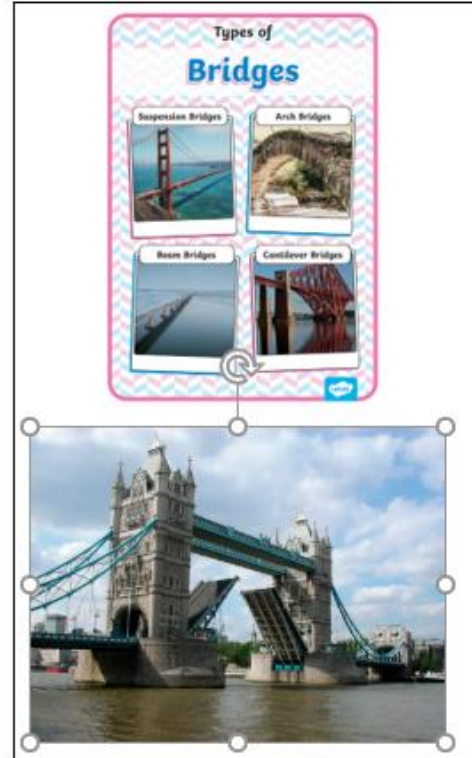 Types of
Bridges
Suspension Bridges
Arch Bridges
Beam Bridges
Cantilever Bridges